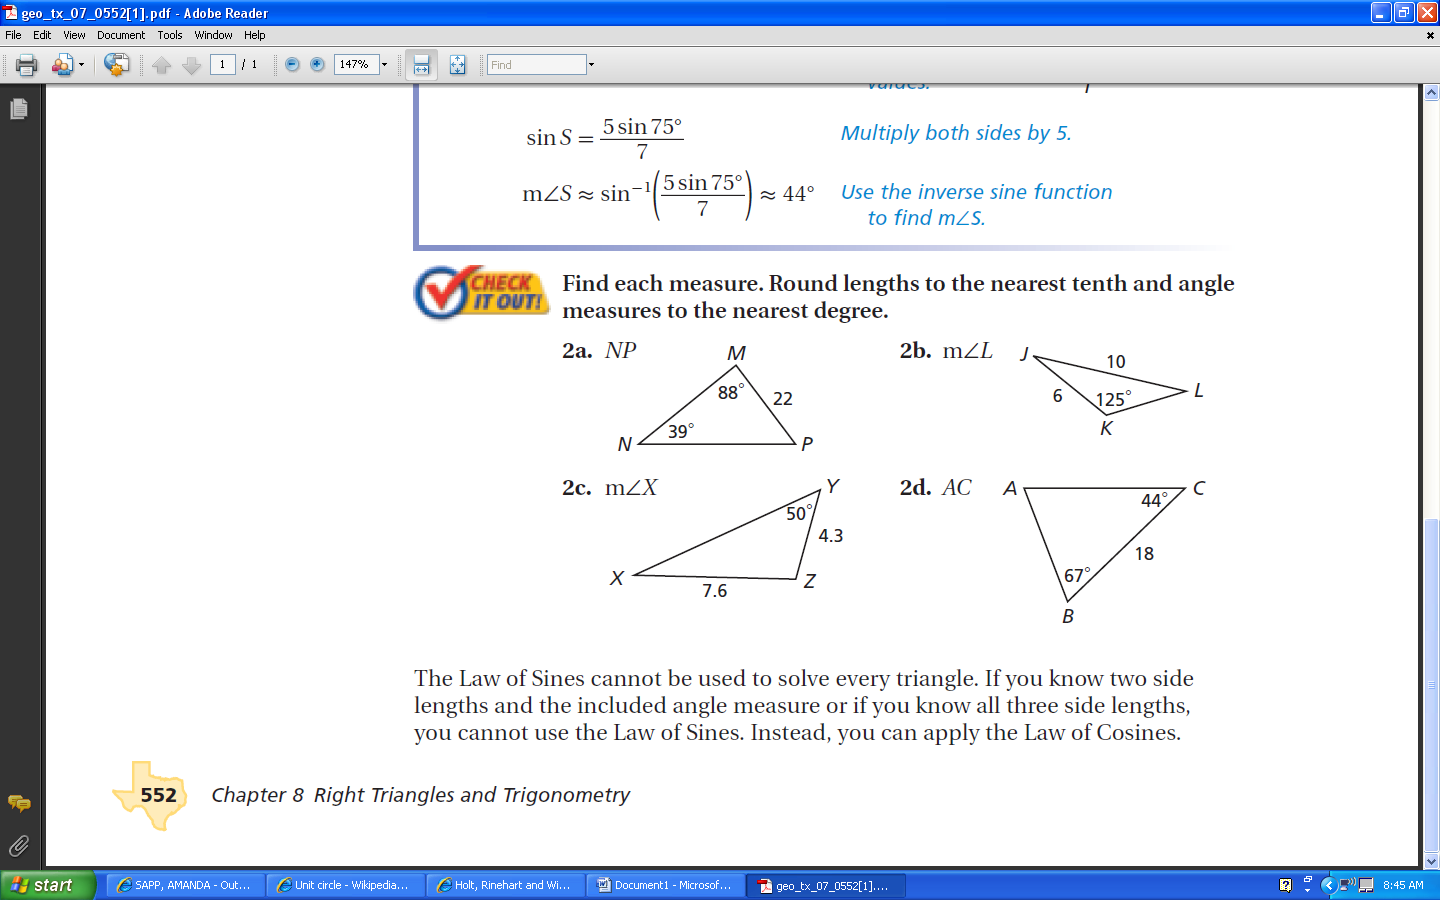 geo_tx_07_0552[1].pdf - Adobe Reader
File Edit View Document Tools Window Help
1 / 1 147% Find
values.
sin S = 5 sin 75° / 7 Multiply both sides by 5.
m∠S ≈ sin⁻¹(5 sin 75° / 7) ≈ 44° Use the inverse sine function
to find m∠S.
CHECK
IT OUT!
Find each measure. Round lengths to the nearest tenth and angle
measures to the nearest degree.
2a. NP
M
88°
22
39°
N
P
2b. m∠L
J
10
L
6
125°
K
2c. m∠X
Y
50°
4.3
X
7.6
Z
2d. AC
A
44°
C
18
67°
B
The Law of Sines cannot be used to solve every triangle. If you know two side
lengths and the included angle measure or if you know all three side lengths,
you cannot use the Law of Sines. Instead, you can apply the Law of Cosines.
552 Chapter 8 Right Triangles and Trigonometry
start SAPP, AMANDA - Out... Unit circle - Wikipedia... Holt, Rinehart and Wi... Document1 - Microsof... geo_tx_07_0552[1].... 8:45 AM